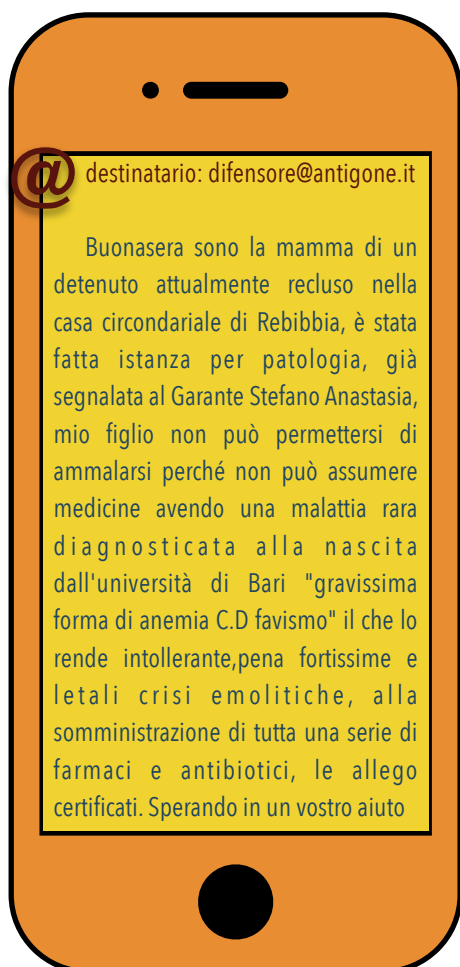 @
destinatario: difensore@antigone.it
Buonasera sono la mamma di un
detenuto attualmente recluso nella
casa circondariale di Rebibbia, è stata
fatta istanza per patologia, già
segnalata al Garante Stefano Anastasia,
mio figlio non può permettersi di
ammalarsi perché non può assumere
medicine avendo una malattia rara
diagnosticata alla nascita
dall'università di Bari "gravissima
forma di anemia C.D favismo" il che lo
rende intollerante,pena fortissime e
letali crisi emolitiche, alla
somministrazione di tutta una serie di
farmaci e antibiotici, le allego
certificati. Sperando in un vostro aiuto